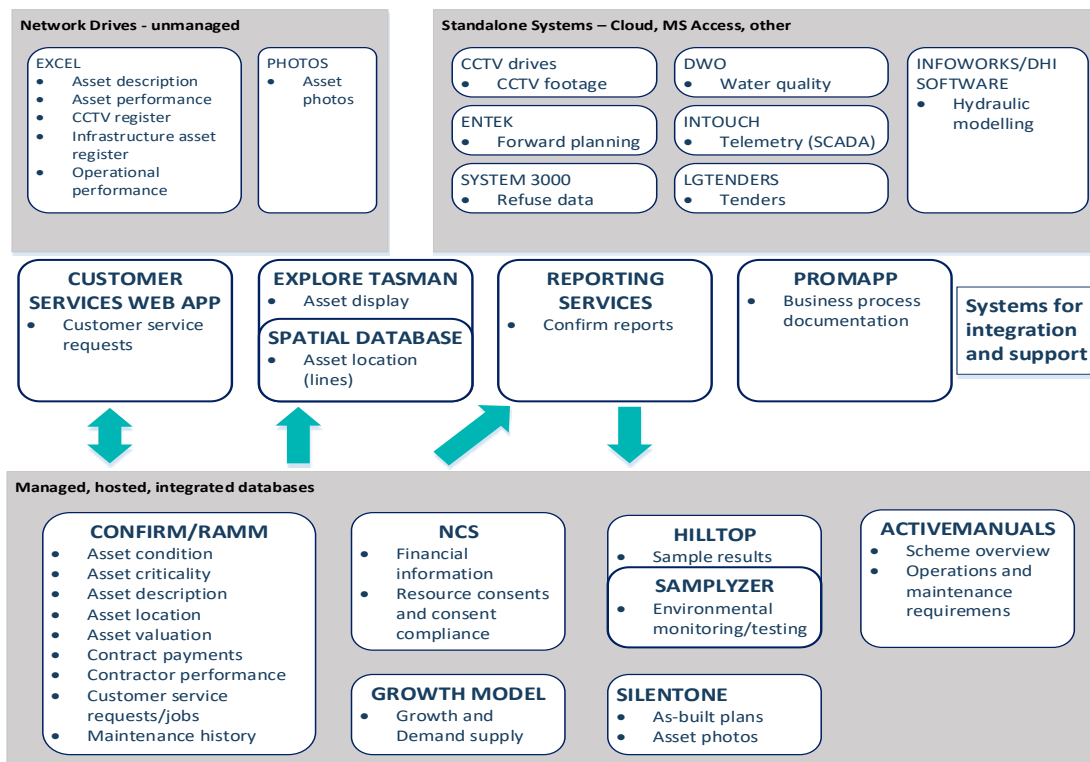 Network Drives - unmanaged
EXCEL
• Asset description
• Asset performance
• CCTV register
• Infrastructure asset
register
• Operational
performance
PHOTOS
• Asset
photos
Standalone Systems – Cloud, MS Access, other
CCTV drives
• CCTV footage
DWO
• Water quality
INFOWORKS/DHI
SOFTWARE
• Hydraulic
modelling
ENTEK
• Forward planning
INTOUCH
• Telemetry (SCADA)
SYSTEM 3000
• Refuse data
LGTENDERS
• Tenders
CUSTOMER
SERVICES WEB APP
• Customer service
requests
EXPLORE TASMAN
• Asset display
SPATIAL DATABASE
• Asset location
(lines)
REPORTING
SERVICES
• Confirm reports
PROMAPP
• Business process
documentation
Systems for
integration
and support
Managed, hosted, integrated databases
CONFIRM/RAMM
• Asset condition
• Asset criticality
• Asset description
• Asset location
• Asset valuation
• Contract payments
• Contractor performance
• Customer service
requests/jobs
• Maintenance history
NCS
• Financial
information
• Resource consents
and consent
compliance
HILLTOP
• Sample results
SAMPLYZER
• Environmental
monitoring/testing
ACTIVEMANUALS
• Scheme overview
• Operations and
maintenance
requiremens
GROWTH MODEL
• Growth and
Demand supply
SILENTONE
• As-built plans
• Asset photos